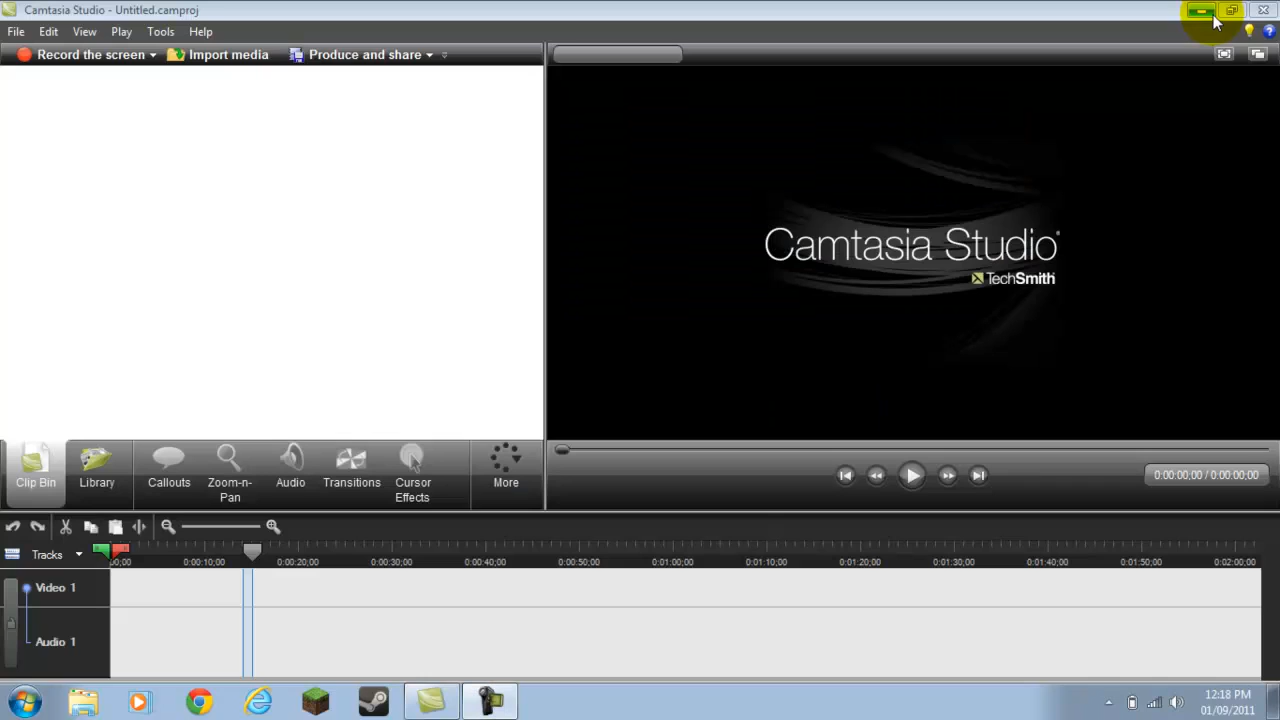 Camtasia Studio - Untitled.camproj
File Edit View Play Tools Help
Record the screen Import media Produce and share
Camtasia Studio
TechSmith
Clip Bin Library Callouts Zoom-n-Pan Audio Transitions Cursor Effects More
0:00:00;00 / 0:00:00;00
Tracks 00;00 0:00:10;00 0:00:20;00 0:00:30;00 0:00:40;00 0:00:50;00 0:01:00;00 0:01:10;00 0:01:20;00 0:01:30;00 0:01:40;00 0:01:50;00 0:02:00;00
Video 1
Audio 1
12:18 PM
01/09/2011